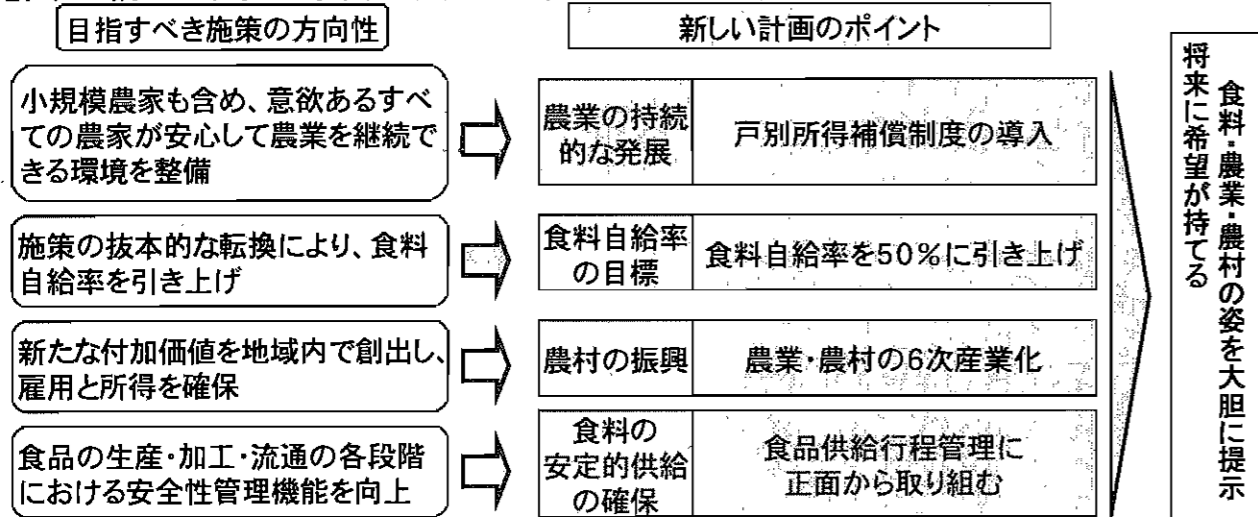 目指すべき施策の方向性
新しい計画のポイント
小規模農家も含め、意欲あるすべ
ての農家が安心して農業を継続で
きる環境を整備
農業の持続
的な発展
戸別所得補償制度の導入
施策の抜本的な転換により、食料
自給率を引き上げ
食料自給率
の目標
食料自給率を50%に引き上げ
新たな付加価値を地域内で創出し、
雇用と所得を確保
農村の振興
農業・農村の6次産業化
食品の生産・加工・流通の各段階
における安全性管理機能を向上
食料の
安定的供給
の確保
食品供給行程管理に
正面から取り組む
将来に希望が持てる
食料・農業・農村の姿を大胆に提示